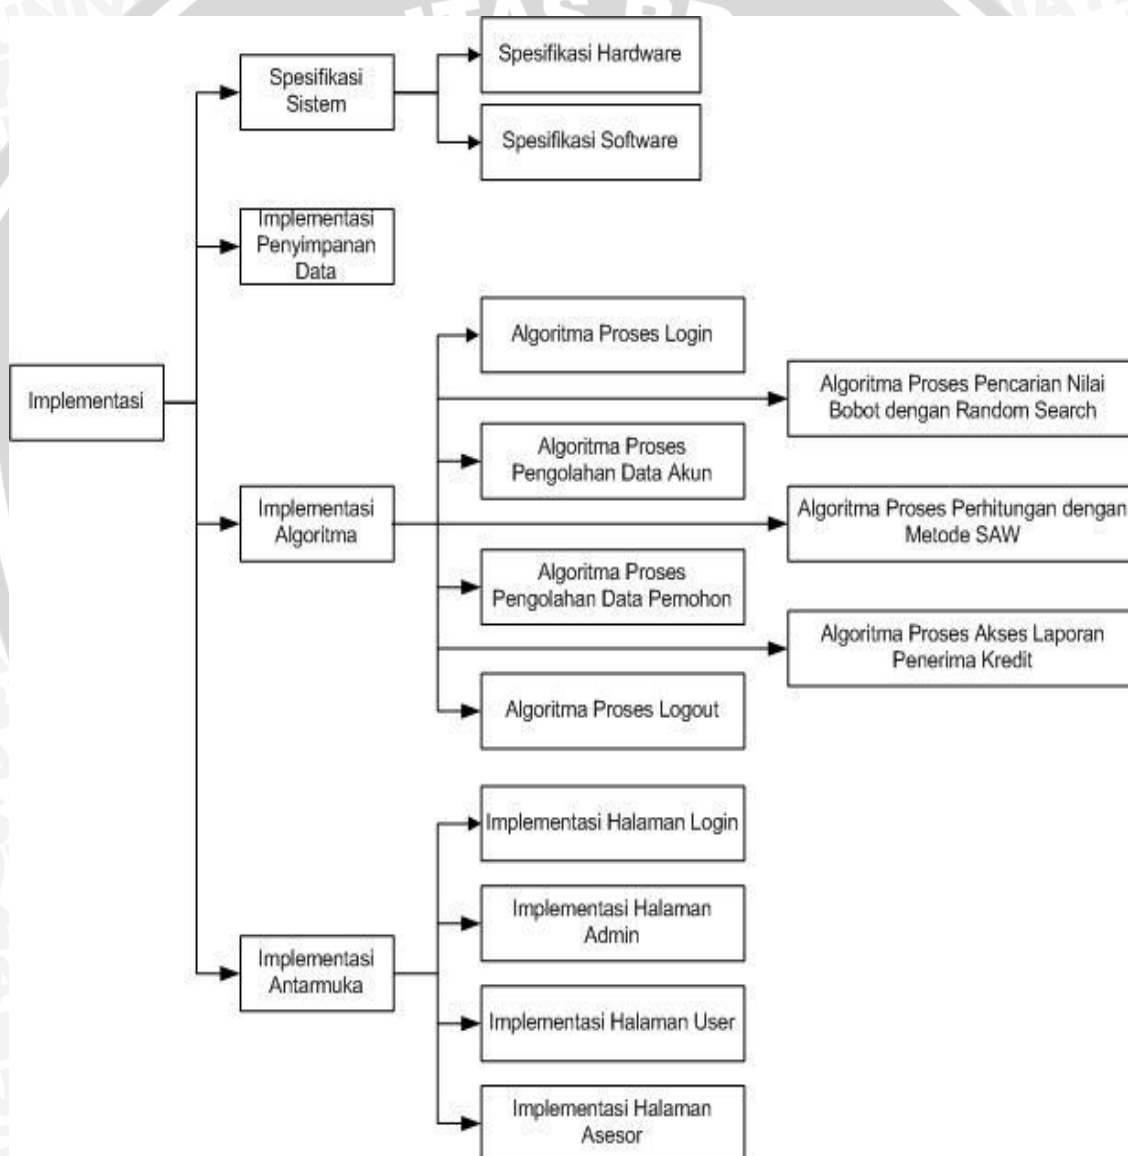 Spesifikasi
Sistem
Spesifikasi Hardware
Spesifikasi Software
Implementasi
Penyimpanan
Data
Implementasi
Implementasi
Algoritma
Algoritma Proses Login
Algoritma Proses Pencarian Nilai
Bobot dengan Random Search
Algoritma Proses
Pengolahan Data Akun
Algoritma Proses Perhitungan dengan
Metode SAW
Algoritma Proses
Pengolahan Data Pemohon
Algoritma Proses Akses Laporan
Penerima Kredit
Algoritma Proses Logout
Implementasi
Antarmuka
Implementasi Halaman Login
Implementasi Halaman
Admin
Implementasi Halaman User
Implementasi Halaman
Asesor